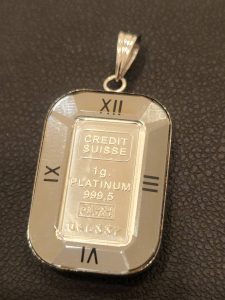 XII
CREDIT
SUISSE
1g
PLATINUM
IX
III
999,5
VI